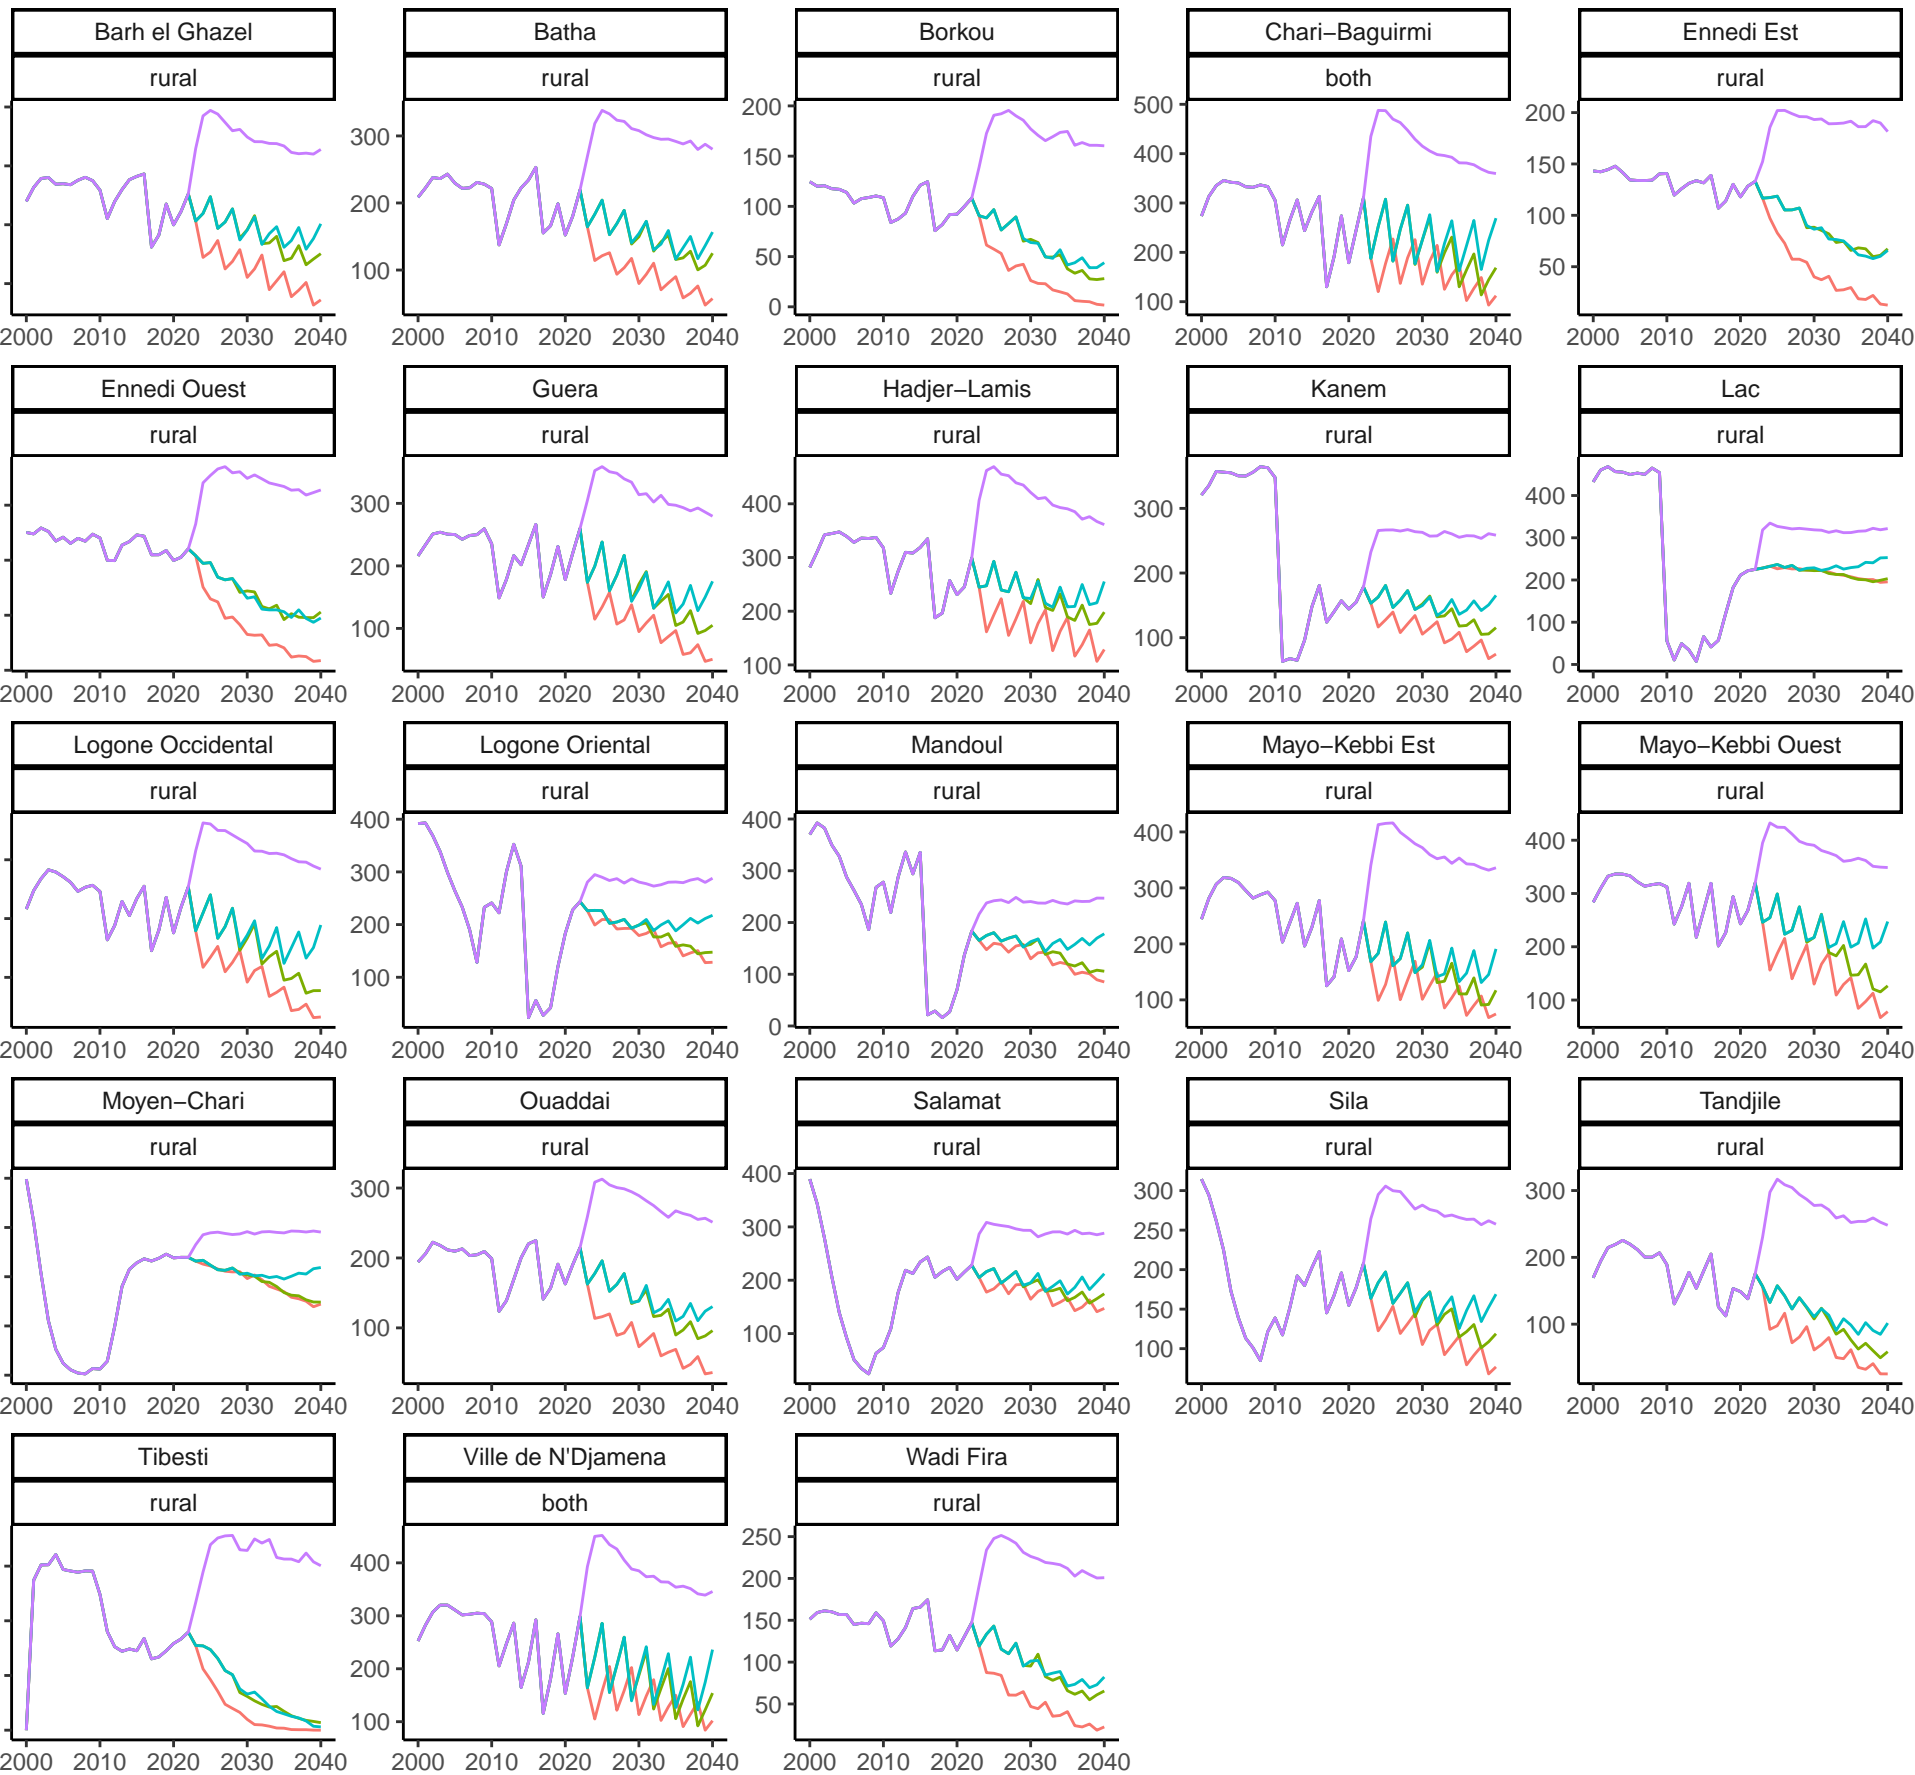 Barh el Ghazel Batha Borkou Chari−Baguirmi Ennedi Est
rural rural rural both rural
300 200 500 200
200 150 400 150
100 100 300 100
50 200 50
0 100
2000 2010 2020 2030 2040 2000 2010 2020 2030 2040 2000 2010 2020 2030 2040 2000 2010 2020 2030 2040 2000 2010 2020 2030 2040
Ennedi Ouest Guera Hadjer−Lamis Kanem Lac
rural rural rural rural rural
300 400 300 400
200 300 200 300
100 200 100 200
100 100
0
2000 2010 2020 2030 2040 2000 2010 2020 2030 2040 2000 2010 2020 2030 2040 2000 2010 2020 2030 2040 2000 2010 2020 2030 2040
Logone Occidental Logone Oriental Mandoul Mayo−Kebbi Est Mayo−Kebbi Ouest
rural rural rural rural rural
400 400 400 400
300 300 300 300
200 200 200 200
100 100 100 100
0
2000 2010 2020 2030 2040 2000 2010 2020 2030 2040 2000 2010 2020 2030 2040 2000 2010 2020 2030 2040 2000 2010 2020 2030 2040
Moyen−Chari Ouaddai Salamat Sila Tandjile
rural rural rural rural rural
300 400 300 300
200 300 250 200
100 200 200 100
100 150
100
2000 2010 2020 2030 2040 2000 2010 2020 2030 2040 2000 2010 2020 2030 2040 2000 2010 2020 2030 2040 2000 2010 2020 2030 2040
Tibesti Ville de N'Djamena Wadi Fira
rural both rural
400 250
300 200
200 150
100 100
50
2000 2010 2020 2030 2040 2000 2010 2020 2030 2040 2000 2010 2020 2030 2040